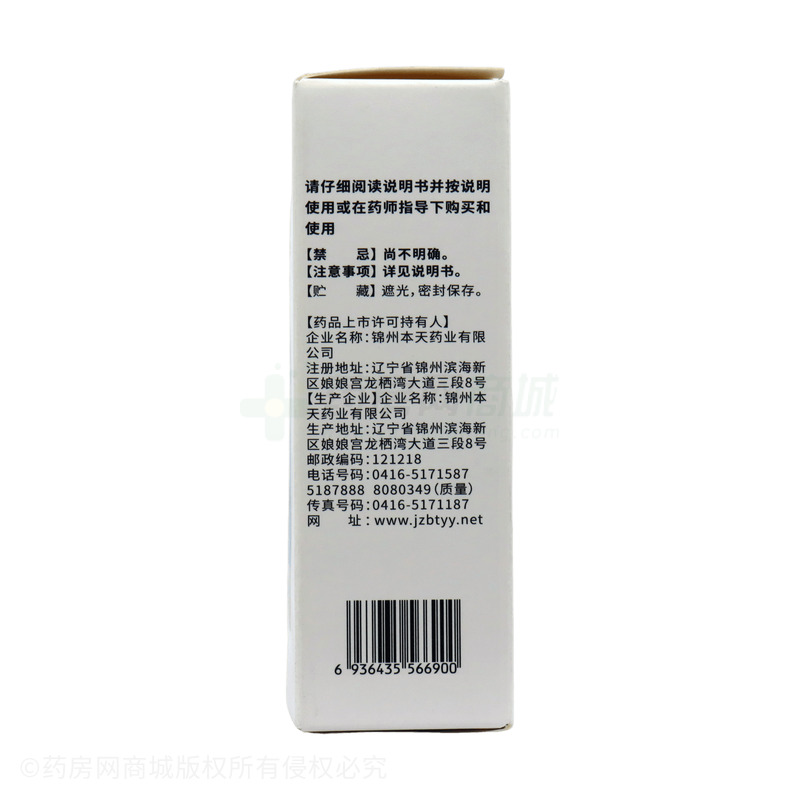 请仔细阅读说明书并按说明
使用或在药师指导下购买和
使用
【禁　　忌】尚不明确。
【注意事项】详见说明书。
【贮　　藏】遮光,密封保存。
【药品上市许可持有人】
企业名称:锦州本天药业有限
公司
注册地址:辽宁省锦州滨海新
区娘娘宫龙栖湾大道三段8号
【生产企业】企业名称:锦州本
天药业有限公司
生产地址:辽宁省锦州滨海新
区娘娘宫龙栖湾大道三段8号
邮政编码:121218
电话号码:0416-5171587
5187888 8080349(质量)
传真号码:0416-5171187
网　　址:www.jzbtyy.net
6 936435 566900
©药房网商城版权所有侵权必究